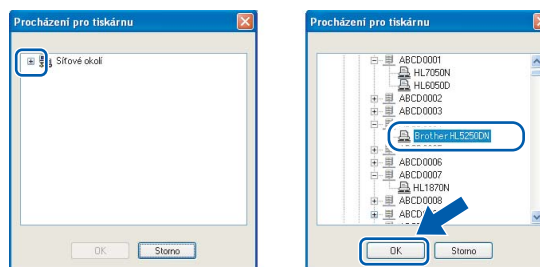 Procházení pro tiskárnu
Síťové okolí
OK Storno
Procházení pro tiskárnu
ABCD0001
HL7050N
HL6050D
ABCD0002
ABCD0003
Brother HL5250DN
ABCD0006
ABCD0007
HL1870N
ABCD0008
OK Storno